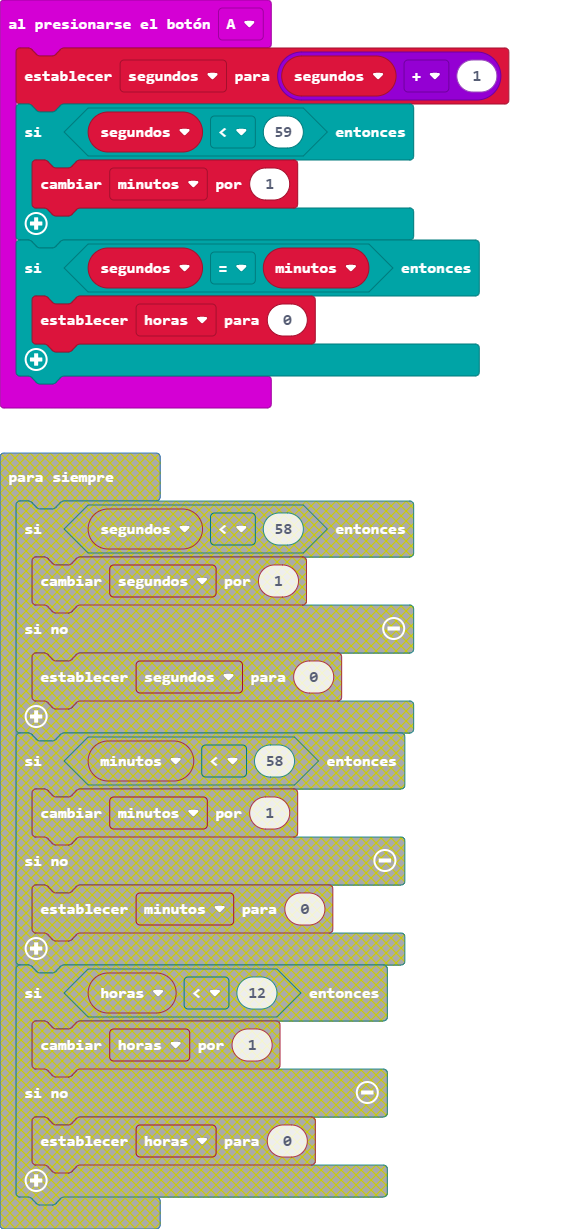 al presionarse el botón A
establecer segundos para segundos + 1
si segundos < 59 entonces
cambiar minutos por 1
si segundos = minutos entonces
establecer horas para 0
para siempre
si segundos < 58 entonces
cambiar segundos por 1
si no
establecer segundos para 0
si minutos < 58 entonces
cambiar minutos por 1
si no
establecer minutos para 0
si horas < 12 entonces
cambiar horas por 1
si no
establecer horas para 0